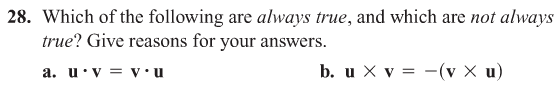 28. Which of the following are always true, and which are not always
true? Give reasons for your answers.
a. u · v = v · u b. u × v = −(v × u)